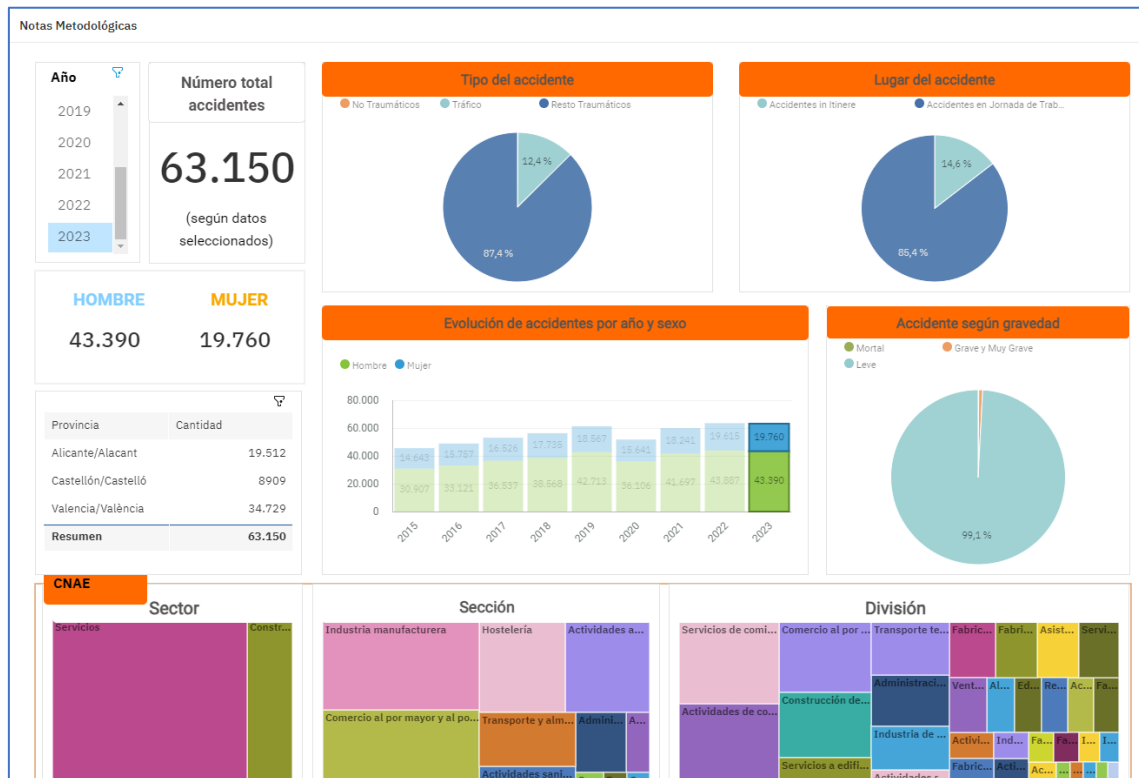 Notas Metodológicas
Año
2019
2020
2021
2022
2023
Número total
accidentes
63.150
(según datos
seleccionados)
HOMBRE
MUJER
43.390
19.760
Provincia
Cantidad
Alicante/Alacant
19.512
Castellón/Castelló
8909
Valencia/València
34.729
Resumen
63.150
Tipo del accidente
No Traumáticos
Tráfico
Resto Traumáticos
12,4 %
87,4 %
Lugar del accidente
Accidentes in Itinere
Accidentes en Jornada de Trab...
14,6 %
85,4 %
Evolución de accidentes por año y sexo
Hombre
Mujer
80.000
60.000
40.000
20.000
0
14.643
15.757
16.526
17.735
18.567
15.641
18.241
19.615
19.760
30.907
33.121
36.537
38.568
42.713
36.106
41.697
43.887
43.390
2015
2016
2017
2018
2019
2020
2021
2022
2023
Accidente según gravedad
Mortal
Grave y Muy Grave
Leve
99,1 %
CNAE
Sector
Servicios
Constr...
Sección
Industria manufacturera
Hostelería
Actividades a...
Comercio al por mayor y al po...
Transporte y alm...
Admini...
A...
Actividades sani...
División
Servicios de comi...
Comercio al por ...
Transporte te...
Fabric...
Fabri...
Asist...
Servi...
Administraci...
Vent...
Al...
Ed...
Re...
Ac...
Fa...
Actividades de co...
Construcción de...
Industria de ...
Activi...
Ind...
Fa...
Fa...
I...
I...
Servicios a edifi...
Actividades s...
Fabric...
Acti...
Ac...